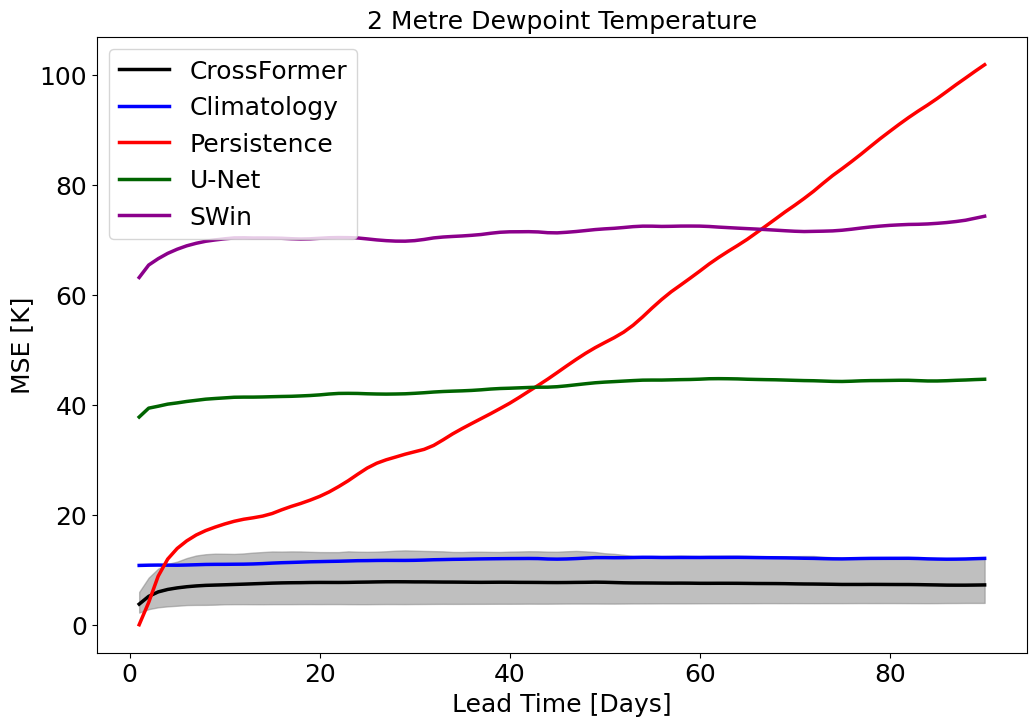 2 Metre Dewpoint Temperature
CrossFormer
Climatology
Persistence
U-Net
SWin
MSE [K]
100
80
60
40
20
0
0 20 40 60 80
Lead Time [Days]